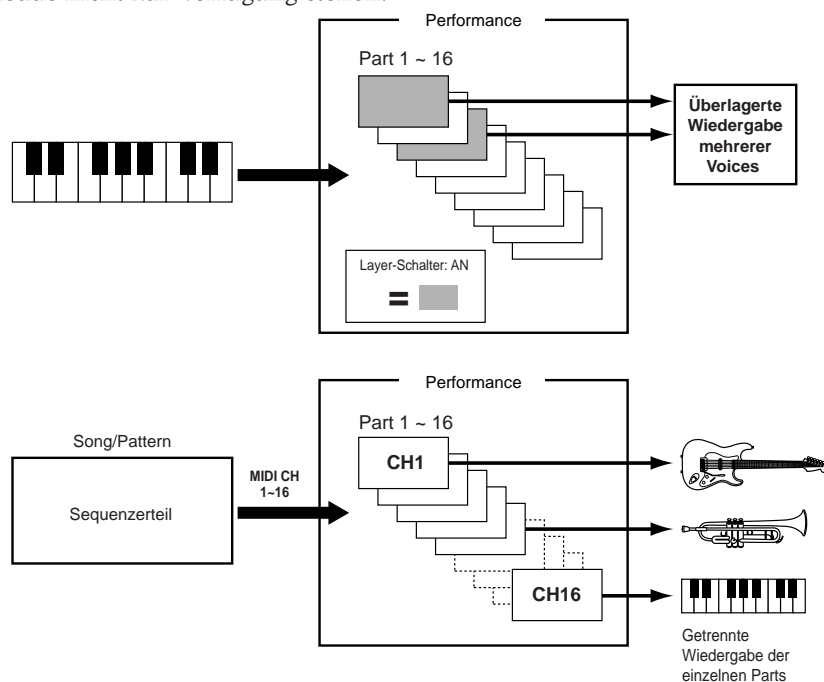 Performance
Part 1 ~ 16
Überlagerte
Wiedergabe
mehrerer
Voices
Layer-Schalter: AN
=
Performance
Song/Pattern
Part 1 ~ 16
MIDI CH
1~16
CH1
Sequenzerteil
CH16
Getrennte
Wiedergabe der
einzelnen Parts